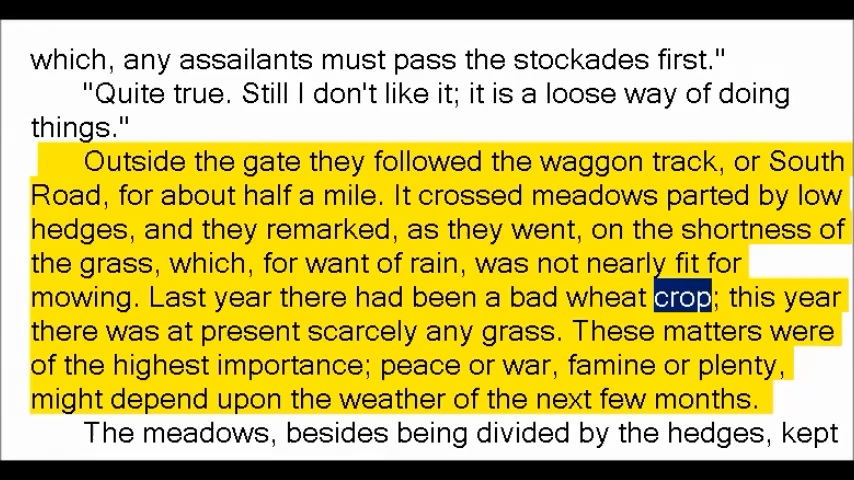 which, any assailants must pass the stockades first."
"Quite true. Still I don't like it; it is a loose way of doing
things."
Outside the gate they followed the waggon track, or South
Road, for about half a mile. It crossed meadows parted by low
hedges, and they remarked, as they went, on the shortness of
the grass, which, for want of rain, was not nearly fit for
mowing. Last year there had been a bad wheat crop; this year
there was at present scarcely any grass. These matters were
of the highest importance; peace or war, famine or plenty,
might depend upon the weather of the next few months.
The meadows, besides being divided by the hedges, kept